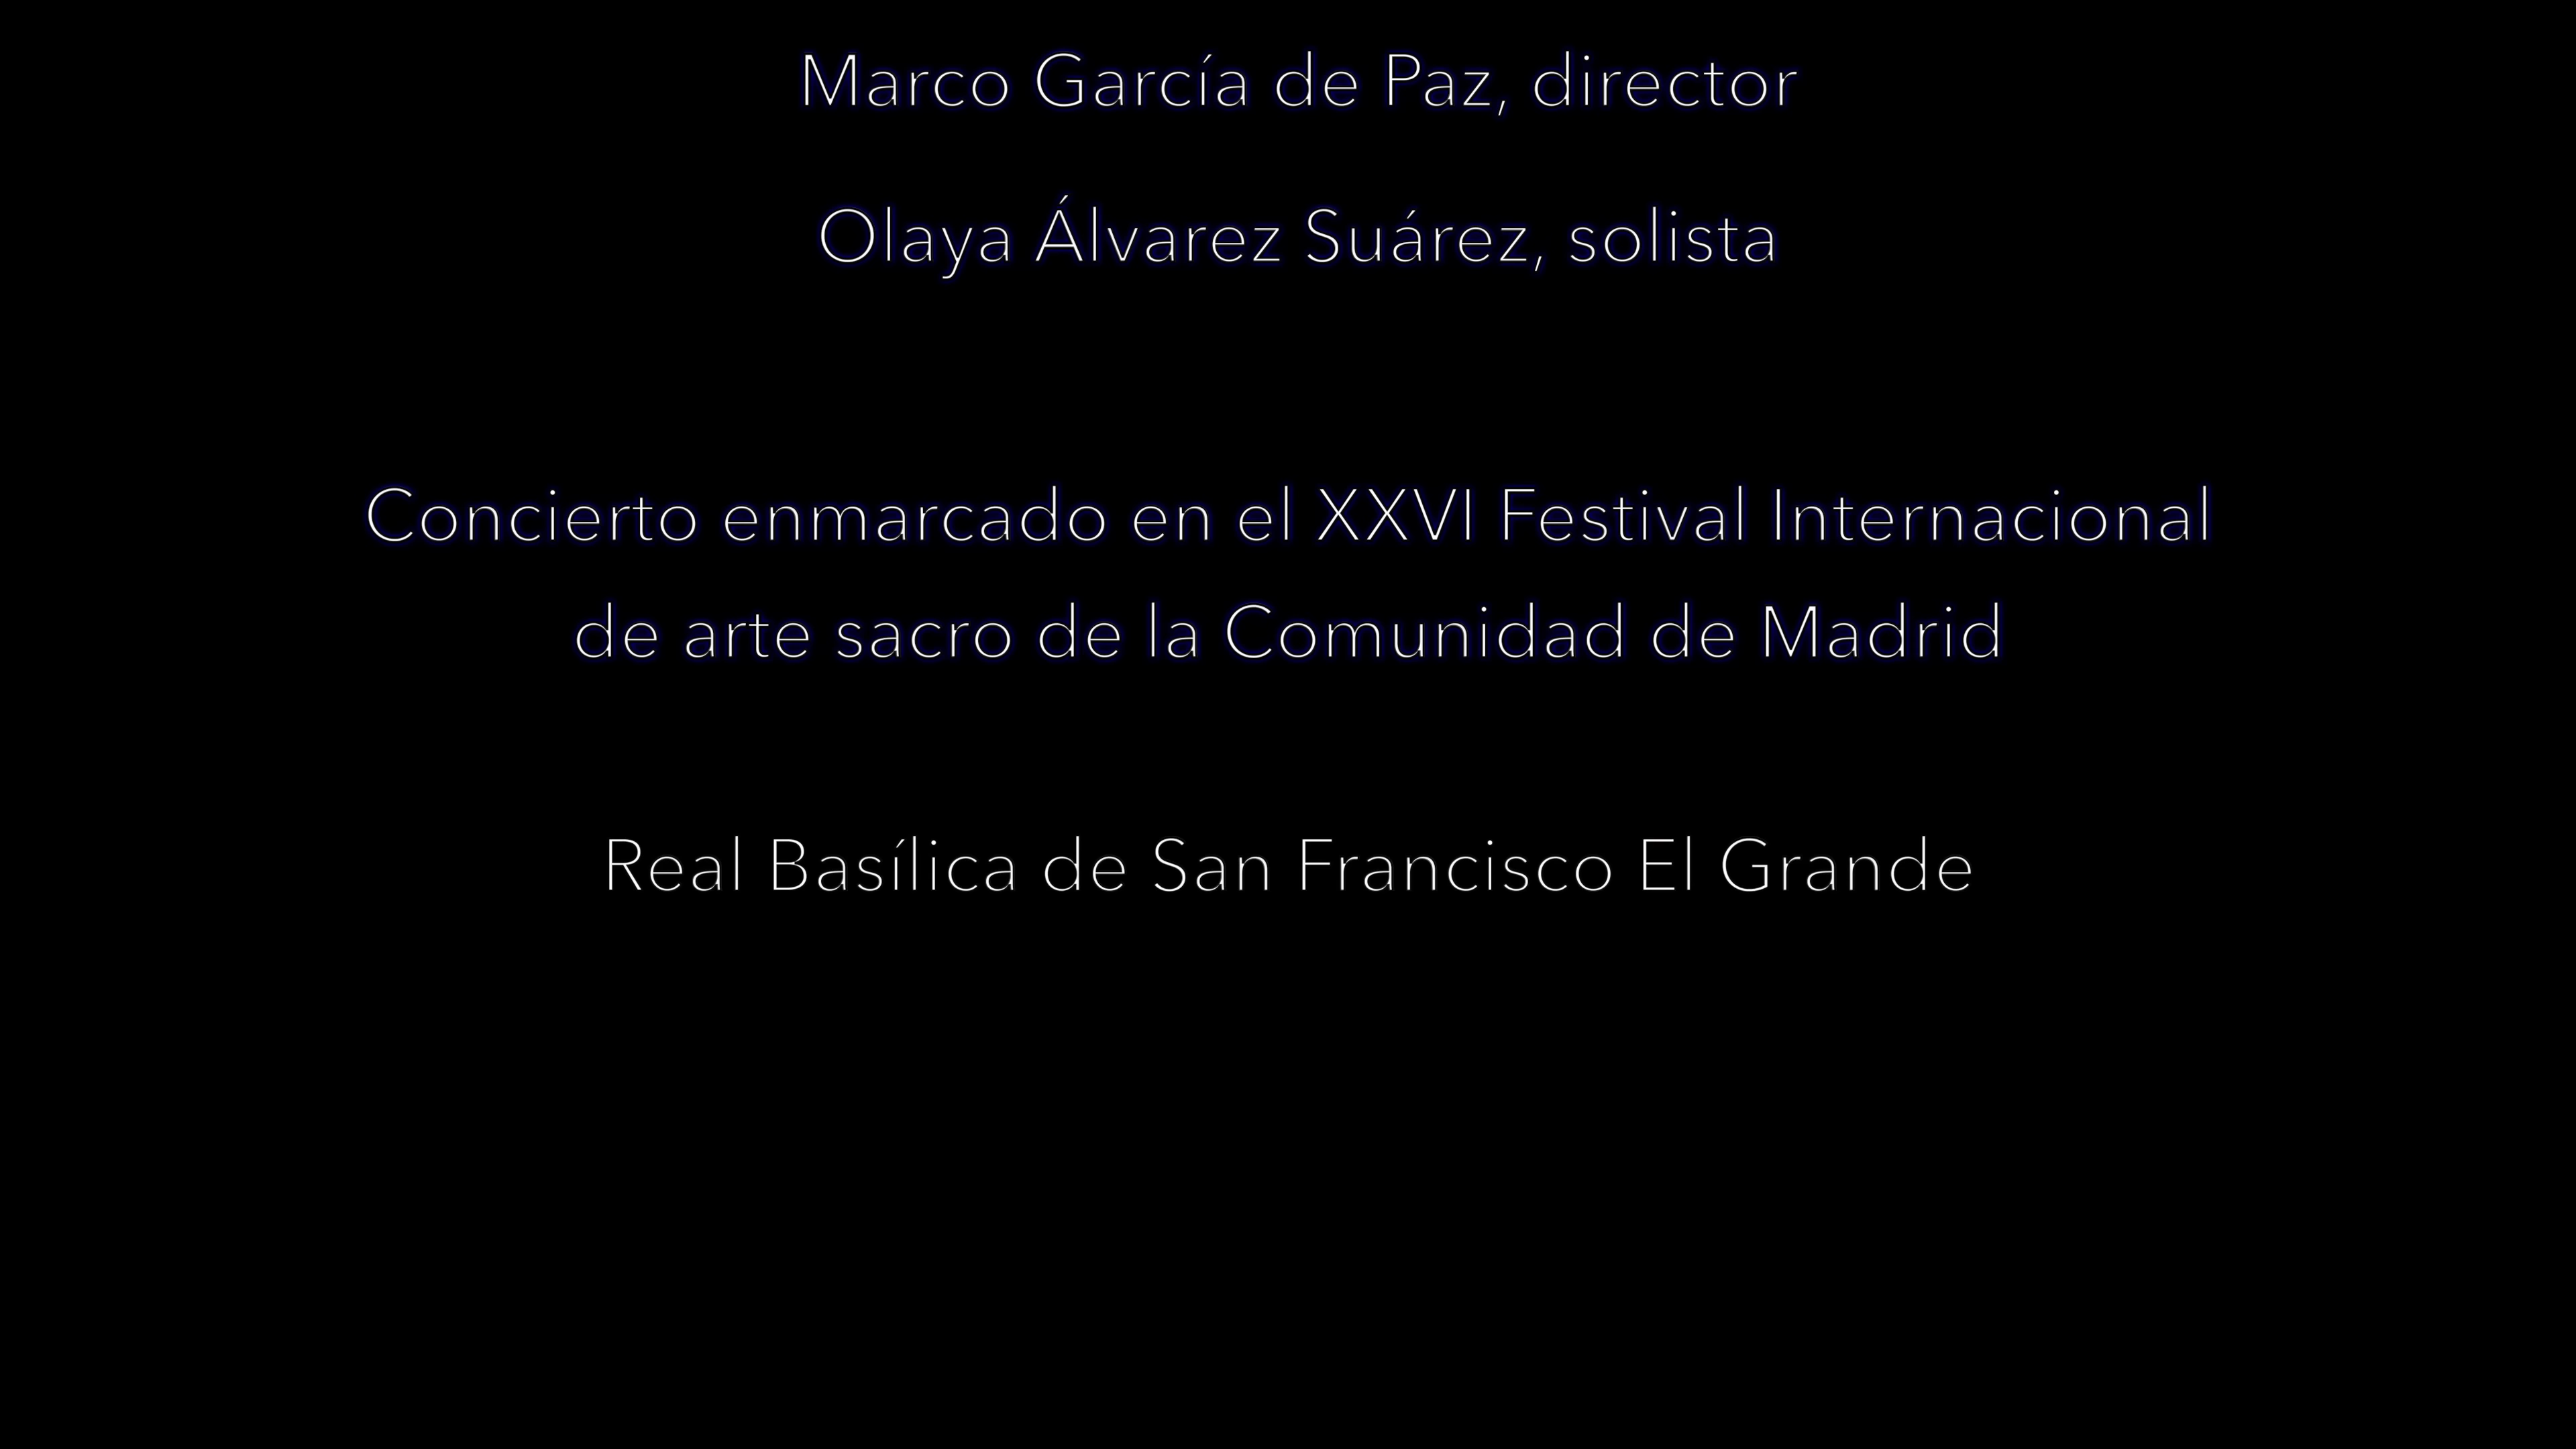 Marco García de Paz, director
Olaya Álvarez Suárez, solista
Concierto enmarcado en el XXVI Festival Internacional
de arte sacro de la Comunidad de Madrid
Real Basílica de San Francisco El Grande